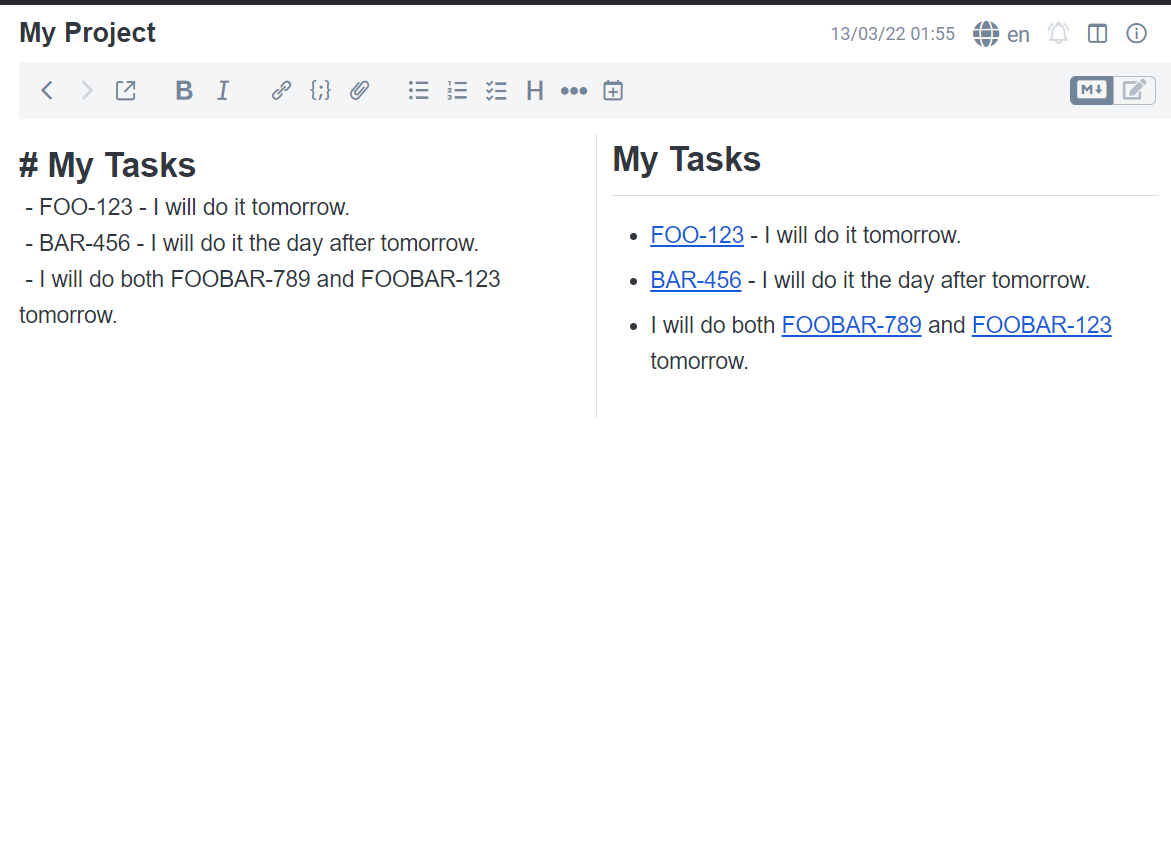 My Project
13/03/22 01:55
en
B I {;} H
M
# My Tasks
- FOO-123 - I will do it tomorrow.
- BAR-456 - I will do it the day after tomorrow.
- I will do both FOOBAR-789 and FOOBAR-123
tomorrow.
My Tasks
• FOO-123 - I will do it tomorrow.
• BAR-456 - I will do it the day after tomorrow.
• I will do both FOOBAR-789 and FOOBAR-123
tomorrow.